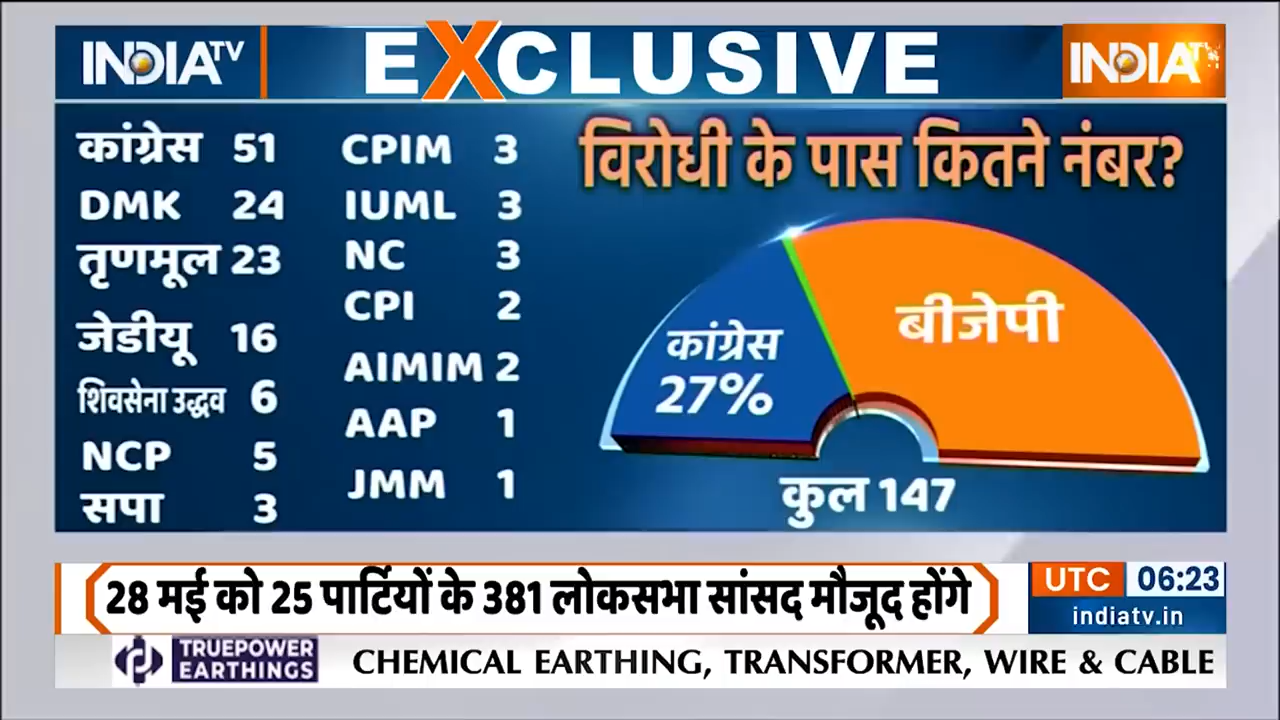 INDIA TV
EXCLUSIVE
INDIA TV
कांग्रेस 51
DMK 24
तृणमूल 23
जेडीयू 16
शिवसेना उद्धव 6
NCP 5
सपा 3
CPIM 3
IUML 3
NC 3
CPI 2
AIMIM 2
AAP 1
JMM 1
विरोधी के पास कितने नंबर?
कांग्रेस
27%
बीजेपी
कुल 147
28 मई को 25 पार्टियों के 381 लोकसभा सांसद मौजूद होंगे
UTC 06:23
indiatv.in
TRUEPOWER
EARTHINGS
CHEMICAL EARTHING, TRANSFORMER, WIRE & CABLE